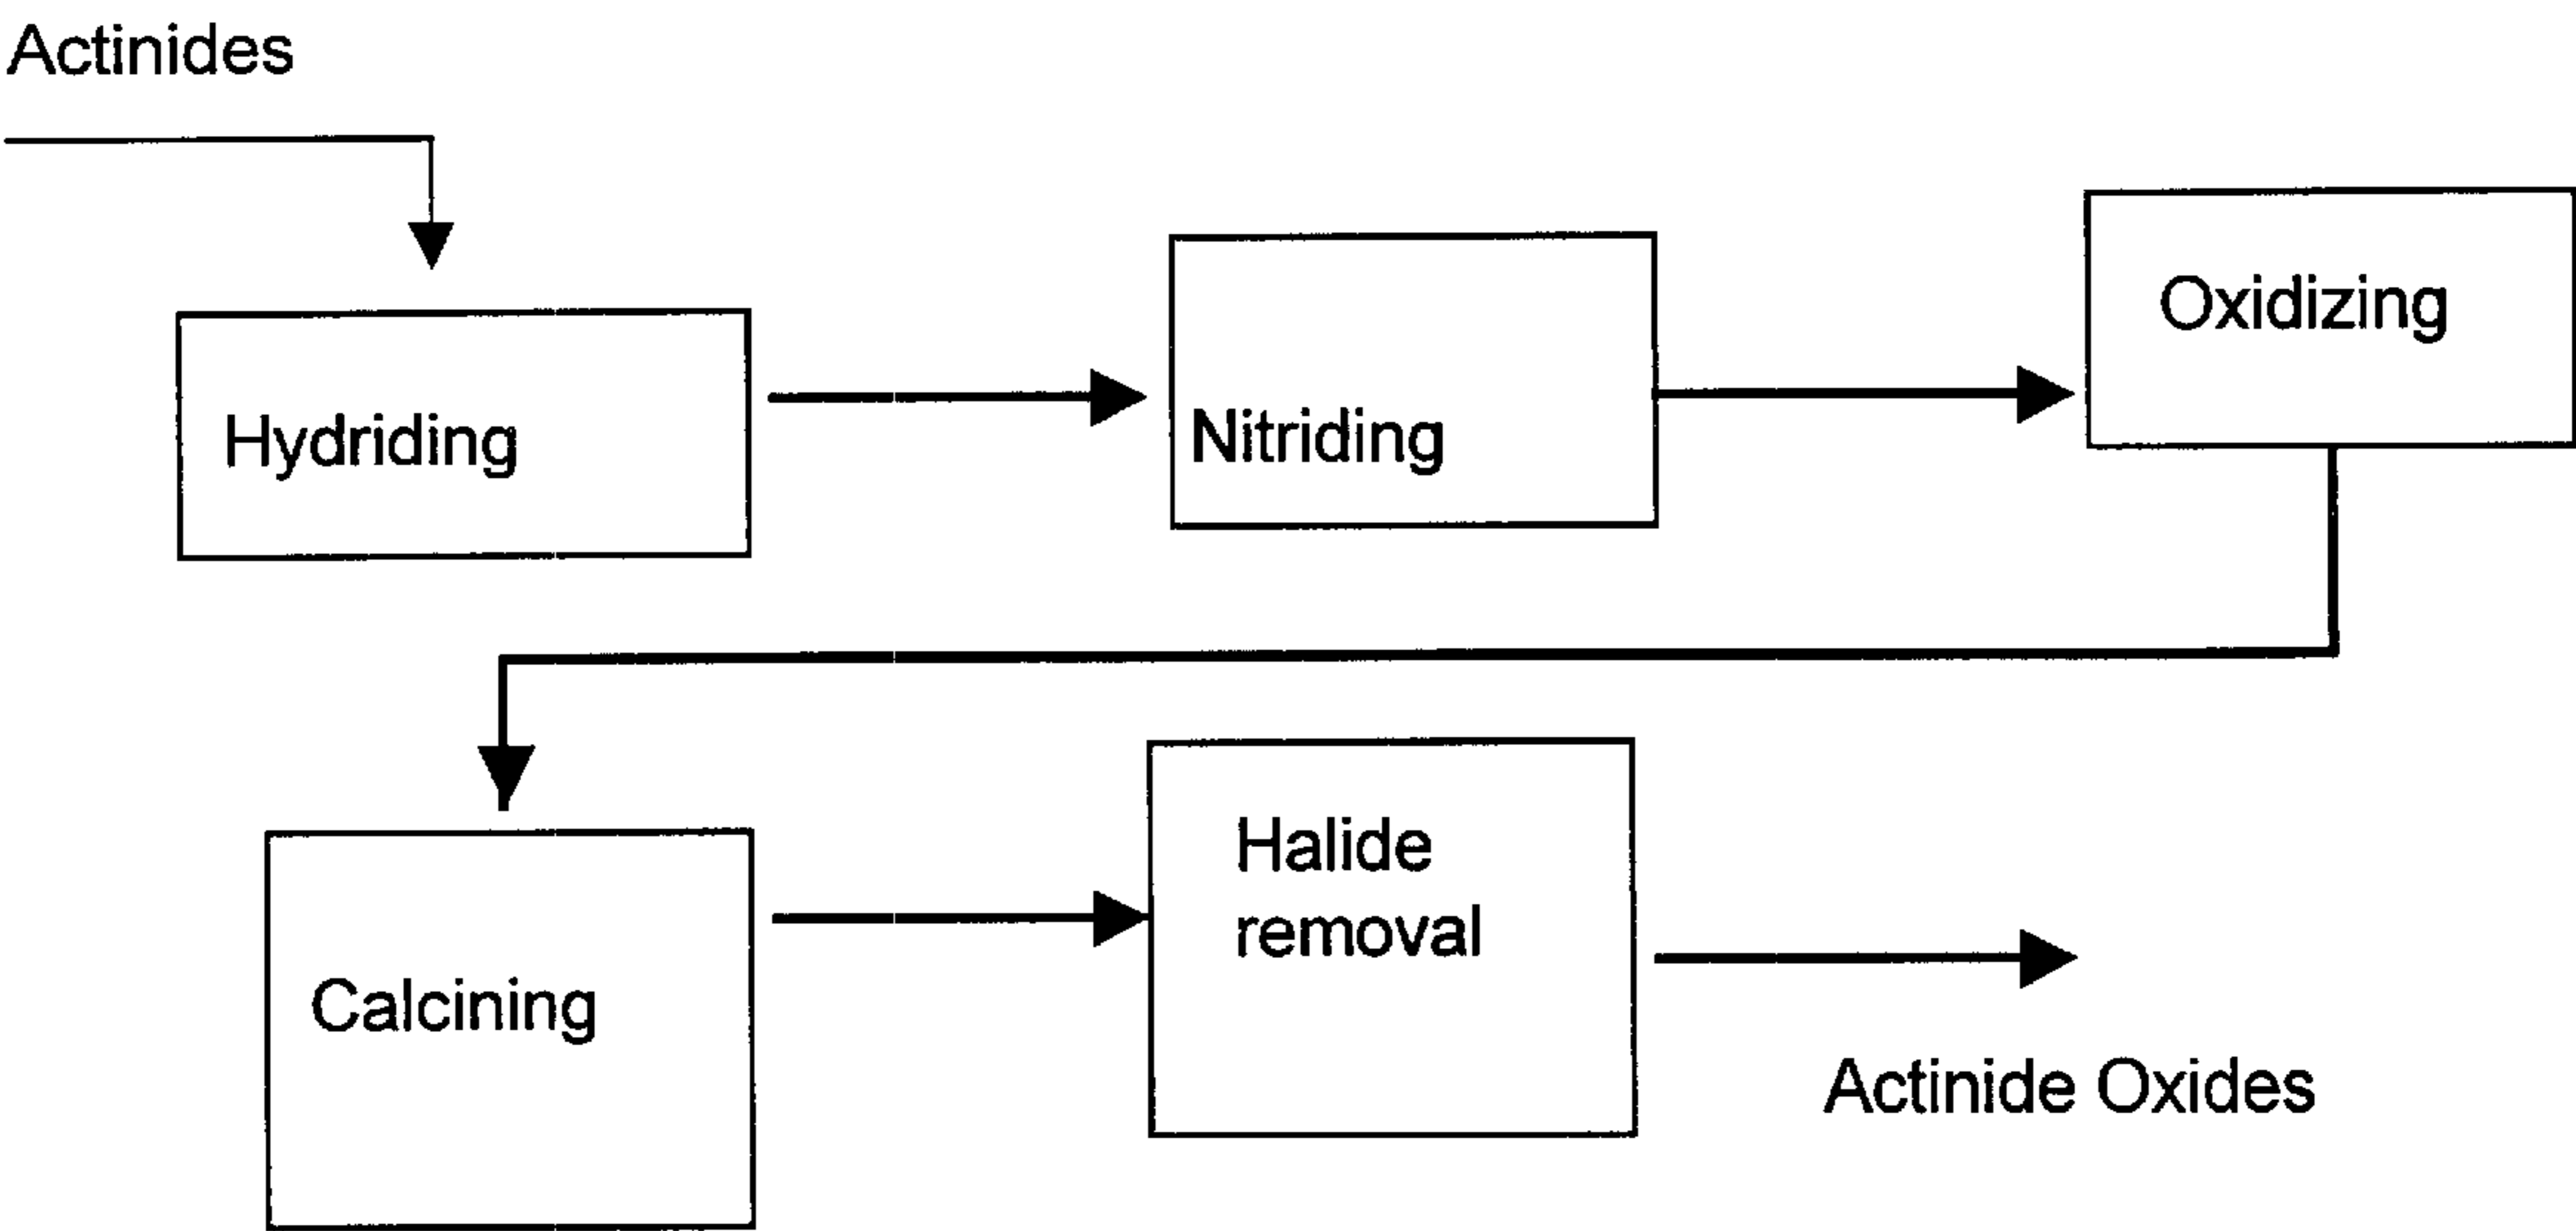 Actinides
Hydriding
Nitriding
Oxidizing
Calcining
Halide
removal
Actinide Oxides